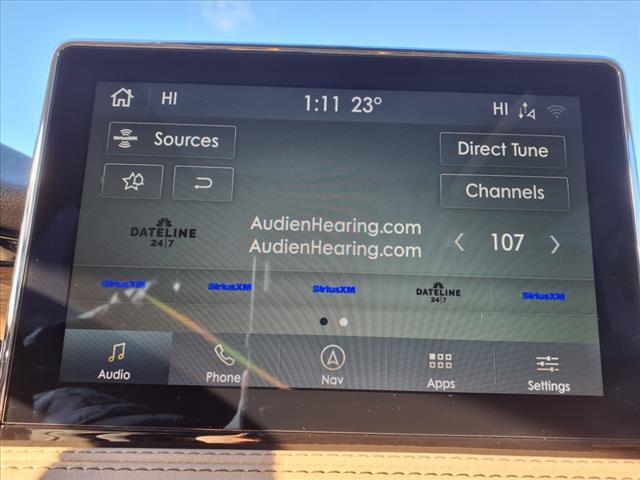 HI 1:11 23° HI
SiriusXM Sources
Direct Tune
Channels
DATELINE
24|7
AudienHearing.com
AudienHearing.com
107
SiriusXM SiriusXM SiriusXM DATELINE 24|7 SiriusXM
Audio Phone Nav Apps Settings